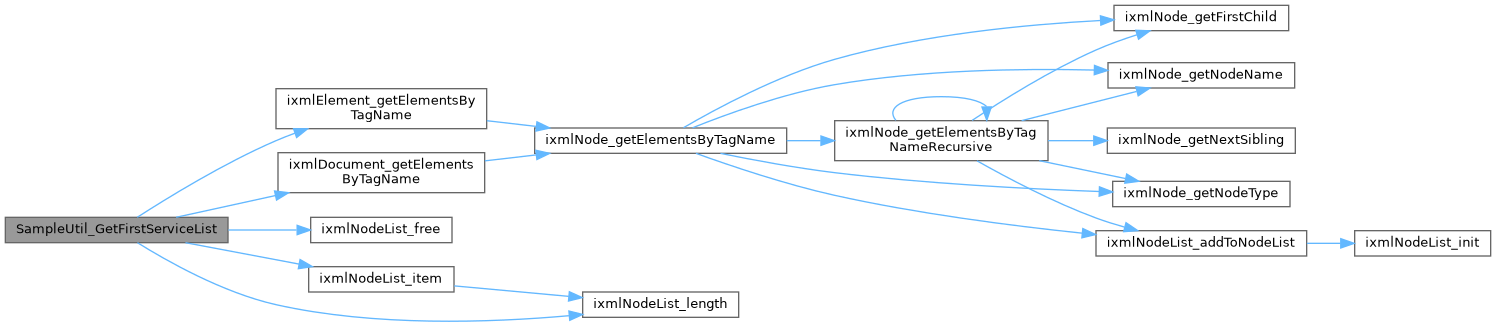 SampleUtil_GetFirstServiceList
ixmlElement_getElementsBy
TagName
ixmlDocument_getElements
ByTagName
ixmlNodeList_free
ixmlNodeList_item
ixmlNode_getElementsByTagName
ixmlNodeList_length
ixmlNode_getElementsByTag
NameRecursive
ixmlNode_getFirstChild
ixmlNode_getNodeName
ixmlNode_getNextSibling
ixmlNode_getNodeType
ixmlNodeList_addToNodeList
ixmlNodeList_init